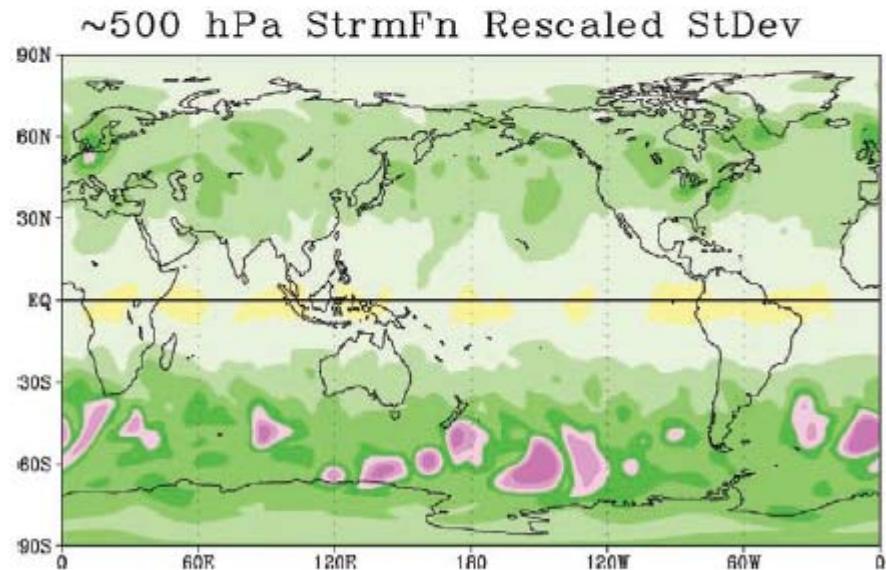 ~500 hPa StrmFn Rescaled StDev
90N
60N
30N
EQ
30S
60S
90S
0 60E 120E 180 120W 60W 0